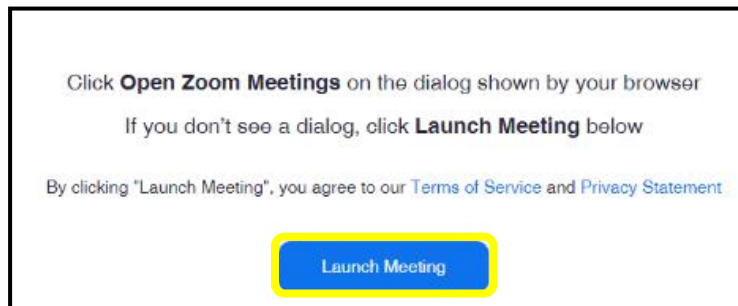 Click Open Zoom Meetings on the dialog shown by your browser
If you don't see a dialog, click Launch Meeting below
By clicking "Launch Meeting", you agree to our Terms of Service and Privacy Statement
Launch Meeting